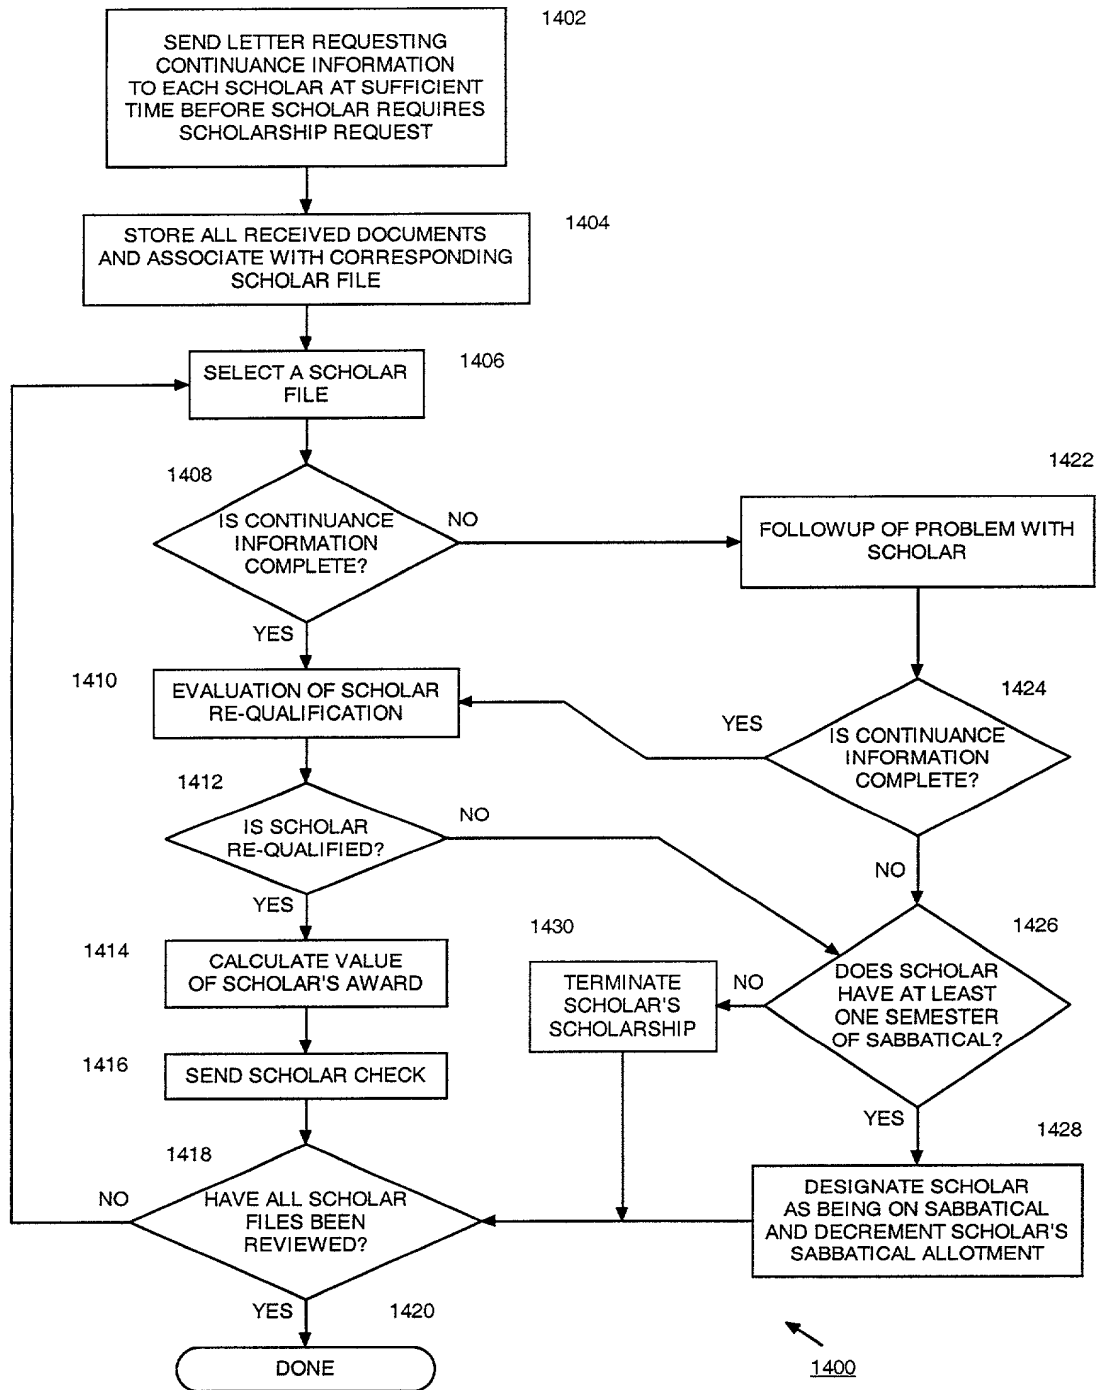 1402
SEND LETTER REQUESTING
CONTINUANCE INFORMATION
TO EACH SCHOLAR AT SUFFICIENT
TIME BEFORE SCHOLAR REQUIRES
SCHOLARSHIP REQUEST
1404
STORE ALL RECEIVED DOCUMENTS
AND ASSOCIATE WITH CORRESPONDING
SCHOLAR FILE
1406
SELECT A SCHOLAR
FILE
1408
IS CONTINUANCE
INFORMATION
COMPLETE?
NO
YES
1422
FOLLOWUP OF PROBLEM WITH
SCHOLAR
1410
EVALUATION OF SCHOLAR
RE-QUALIFICATION
1424
YES
IS CONTINUANCE
INFORMATION
COMPLETE?
NO
1412
IS SCHOLAR
RE-QUALIFIED?
NO
YES
1414
CALCULATE VALUE
OF SCHOLAR'S AWARD
1430
TERMINATE
SCHOLAR'S
SCHOLARSHIP
1426
NO
DOES SCHOLAR
HAVE AT LEAST
ONE SEMESTER
OF SABBATICAL?
YES
1416
SEND SCHOLAR CHECK
1418
NO
HAVE ALL SCHOLAR
FILES BEEN
REVIEWED?
YES
1428
DESIGNATE SCHOLAR
AS BEING ON SABBATICAL
AND DECREMENT SCHOLAR'S
SABBATICAL ALLOTMENT
1420
DONE
1400